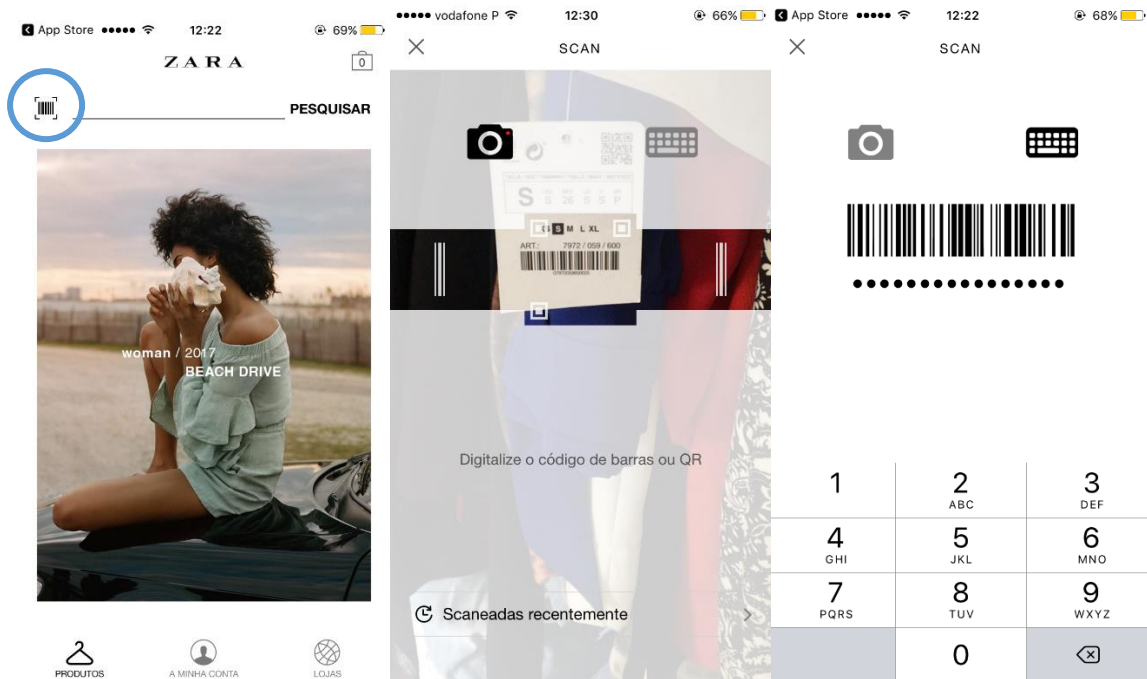 App Store
12:22
69%
ZARA
0
PESQUISAR
woman / 2017
BEACH DRIVE
PRODUTOS
A MINHA CONTA
LOJAS
vodafone P
12:30
66%
SCAN
S
S 26 S S P
S M L XL
ART.: 7972 / 059 / 600
Digitalize o código de barras ou QR
Scaneadas recentemente
App Store
12:22
68%
SCAN
1
2
ABC
3
DEF
4
GHI
5
JKL
6
MNO
7
PQRS
8
TUV
9
WXYZ
0